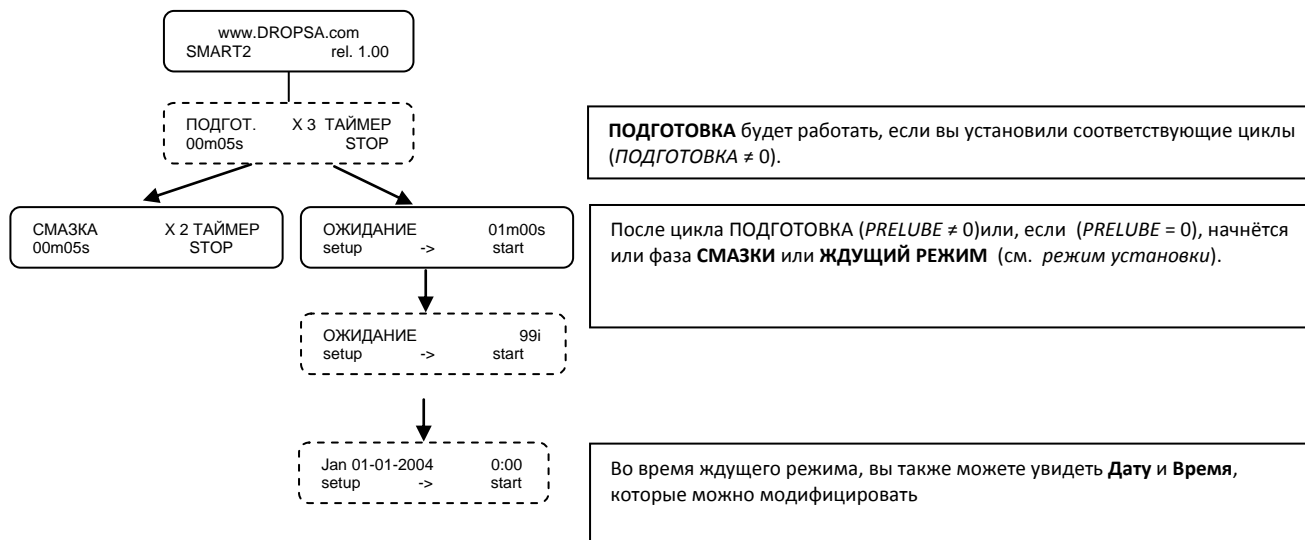 www.DROPSA.com
SMART2 rel. 1.00
ПОДГОТ. X 3 ТАЙМЕР
00m05s STOP
ПОДГОТОВКА будет работать, если вы установили соответствующие циклы
(ПОДГОТОВКА ≠ 0).
СМАЗКА X 2 ТАЙМЕР
00m05s STOP
ОЖИДАНИЕ 01m00s
setup -> start
После цикла ПОДГОТОВКА (PRELUBE ≠ 0)или, если (PRELUBE = 0), начнётся
или фаза СМАЗКИ или ЖДУЩИЙ РЕЖИМ (см. режим установки).
ОЖИДАНИЕ 99i
setup -> start
Jan 01-01-2004 0:00
setup -> start
Во время ждущего режима, вы также можете увидеть Дату и Время,
которые можно модифицировать